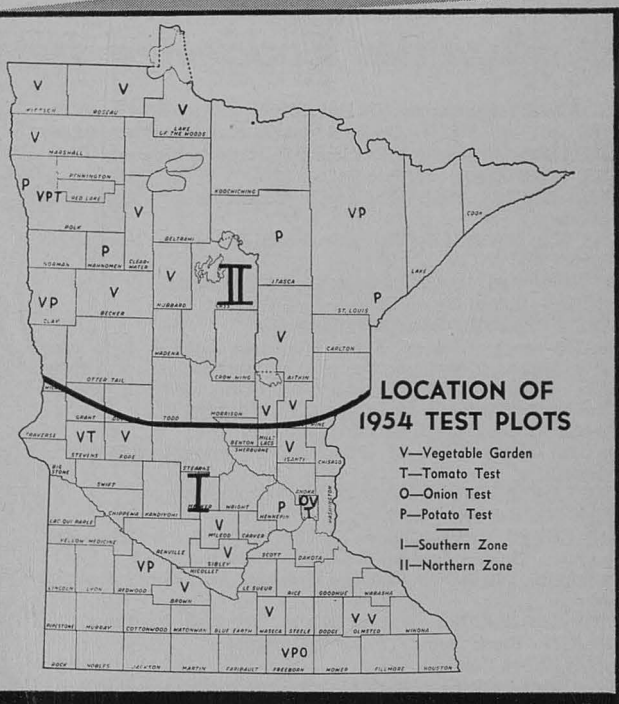 V
V
KITTSON
ROSEAU
V
LAKE
OF THE WOODS
V
MARSHALL
PENNINGTON
P
VPT
RED LAKE
KOOCHICHING
V
P
VP
COOK
POLK
P
BELTRAMI
LAKE
NORMAN
MAHNOMEN
CLEAR-
WATER
II
V
ITASCA
VP
V
HUBBARD
CASS
P
CLAY
BECKER
ST. LOUIS
V
WADENA
CARLTON
OTTER TAIL
CROW WING
AITKIN
LOCATION OF
1954 TEST PLOTS
V—Vegetable Garden
T—Tomato Test
O—Onion Test
P—Potato Test
I—Southern Zone
II—Northern Zone
V
V
GRANT
TODD
MORRISON
PINE
TRAVERSE
VT
V
BENTON
MILLE
LACS
V
STEVENS
POPE
SHERBURNE
ISANTI
CHISAGO
BIG
STONE
STEARNS
SWIFT
I
ANOKA
OV
T
WASHINGTON
CHIPPEWA
KANDIYOHI
MEEKER
WRIGHT
P
HENNEPIN
LAC QUI PARLE
V
MCLEOD
CARVER
YELLOW MEDICINE
RENVILLE
V
SCOTT
DAKOTA
VP
SIBLEY
NICOLLET
LINCOLN
LYON
REDWOOD
V
BROWN
LE SUEUR
RICE
GOODHUE
WABASHA
V
V V
PIPESTONE
MURRAY
COTTONWOOD
WATONWAN
BLUE EARTH
WASECA
STEELE
DODGE
OLMSTED
WINONA
VPO
ROCK
NOBLES
JACKSON
MARTIN
FARIBAULT
FREEBORN
MOWER
FILLMORE
HOUSTON